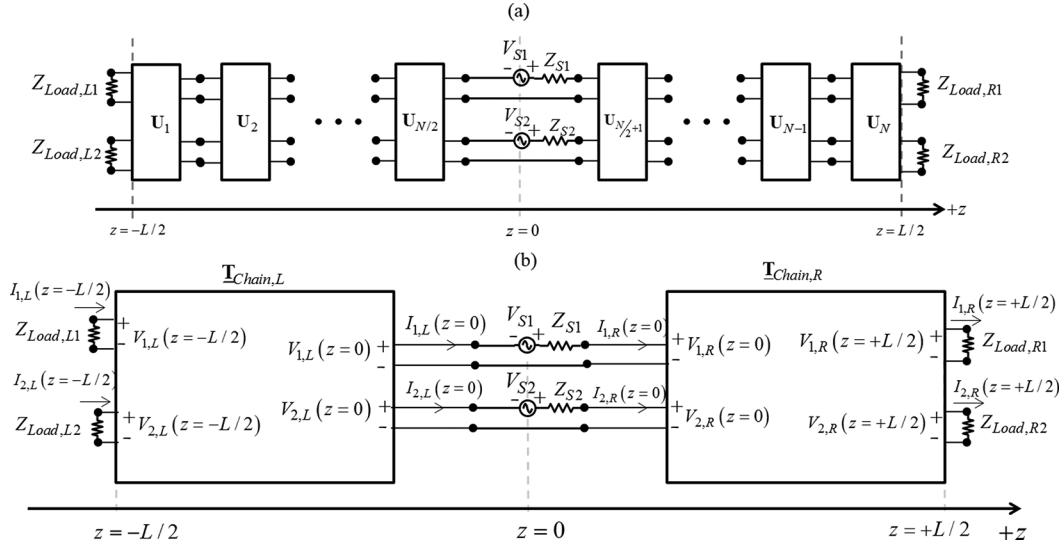 (a)
V_{S1} Z_{S1}
- +
Z_{Load,L1} Z_{Load,R1}
U_1 U_2 • • • U_{N/2} U_{N/2+1} • • • U_{N-1} U_N
V_{S2} Z_{S2}
- +
Z_{Load,L2} Z_{Load,R2}
z=-L/2 z=0 z=L/2 +z
(b)
T_{Chain,L} T_{Chain,R}
I_{1,L}(z=-L/2) I_{1,R}(z=+L/2)
I_{1,L}(z=0) V_{S1} Z_{S1} I_{1,R}(z=0)
Z_{Load,L1} + V_{1,L}(z=-L/2) - V_{1,L}(z=0) + - - + + V_{1,R}(z=0) - V_{1,R}(z=+L/2) + - Z_{Load,R1}
I_{2,L}(z=-L/2) I_{2,R}(z=+L/2)
I_{2,L}(z=0) V_{S2} Z_{S2} I_{2,R}(z=0)
Z_{Load,L2} + V_{2,L}(z=-L/2) - V_{2,L}(z=0) + - - + + V_{2,R}(z=0) - V_{2,R}(z=+L/2) + - Z_{Load,R2}
z=-L/2 z=0 z=+L/2 +z